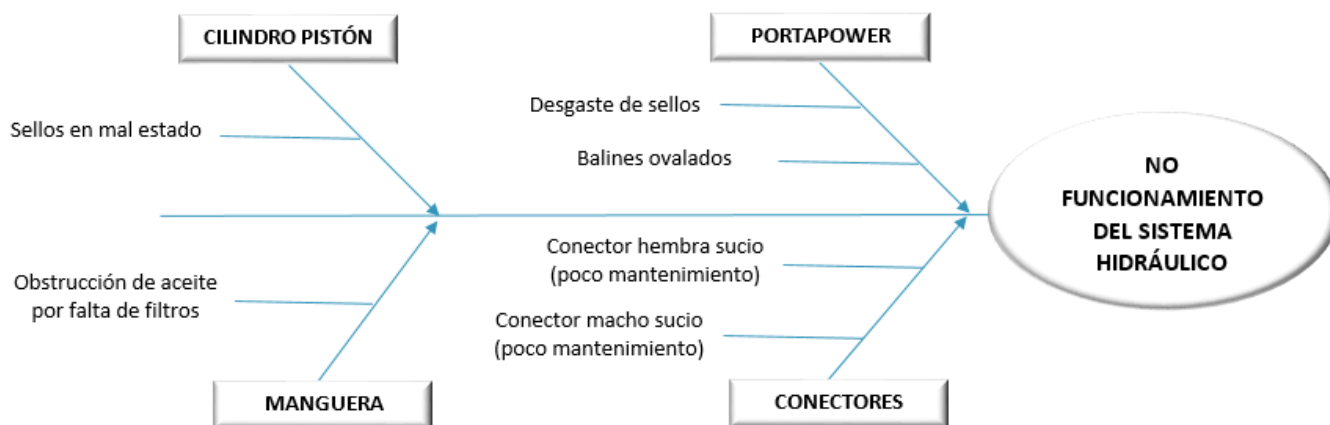 CILINDRO PISTÓN
PORTAPOWER
Sellos en mal estado
Desgaste de sellos
Balines ovalados
NO
FUNCIONAMIENTO
DEL SISTEMA
HIDRÁULICO
Obstrucción de aceite
por falta de filtros
Conector hembra sucio
(poco mantenimiento)
Conector macho sucio
(poco mantenimiento)
MANGUERA
CONECTORES